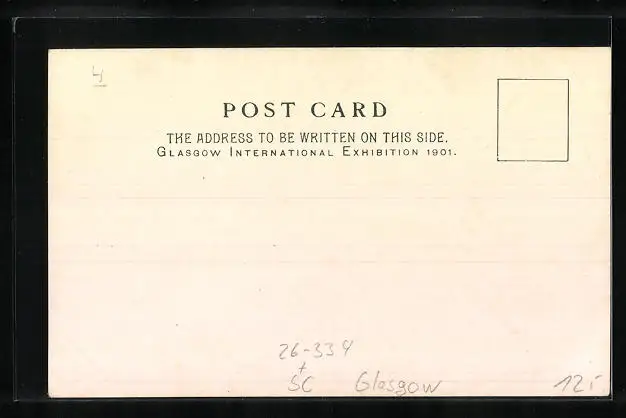 4
POST CARD
THE ADDRESS TO BE WRITTEN ON THIS SIDE.
GLASGOW INTERNATIONAL EXHIBITION 1901.
26-334
+
SC Glasgow 12,-